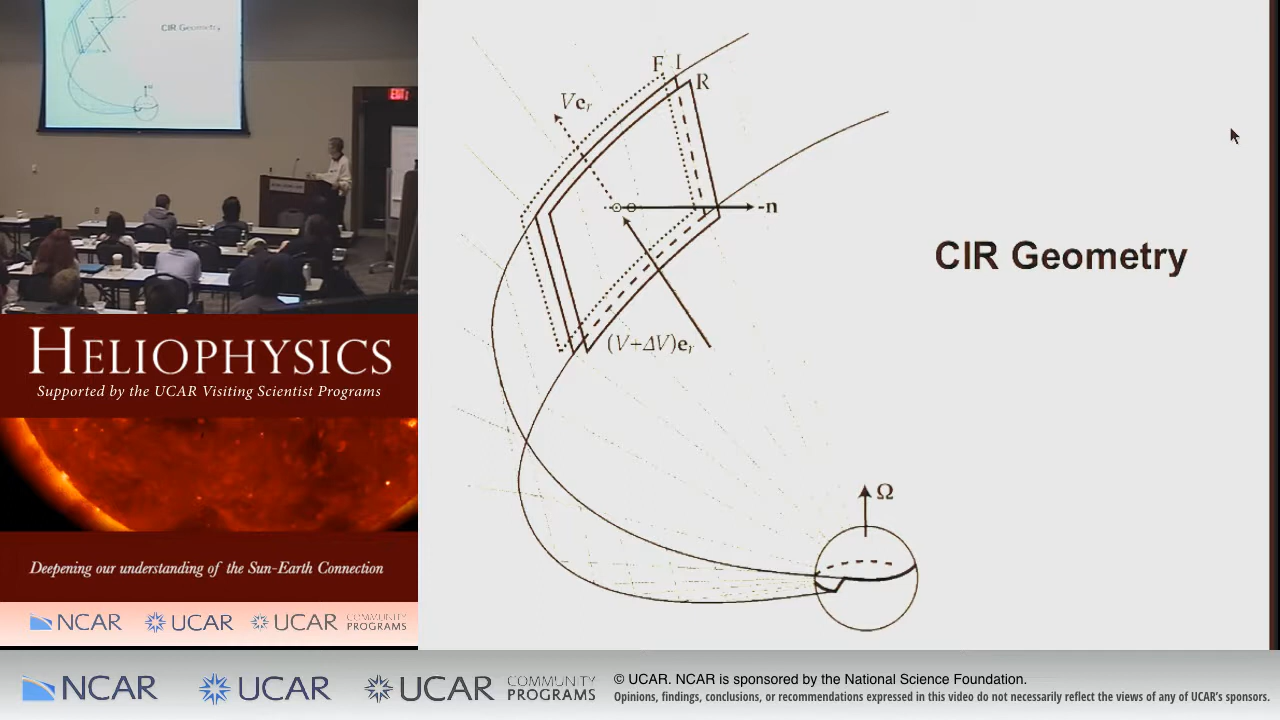 CIR Geometry
EXIT
F I R
Ve_r
-n
CIR Geometry
(V+ΔV)e_r
Ω
HELIOPHYSICS
Supported by the UCAR Visiting Scientist Programs
Deepening our understanding of the Sun-Earth Connection
NCAR UCAR UCAR COMMUNITY PROGRAMS
NCAR UCAR UCAR COMMUNITY PROGRAMS
© UCAR. NCAR is sponsored by the National Science Foundation.
Opinions, findings, conclusions, or recommendations expressed in this video do not necessarily reflect the views of any of UCAR's sponsors.